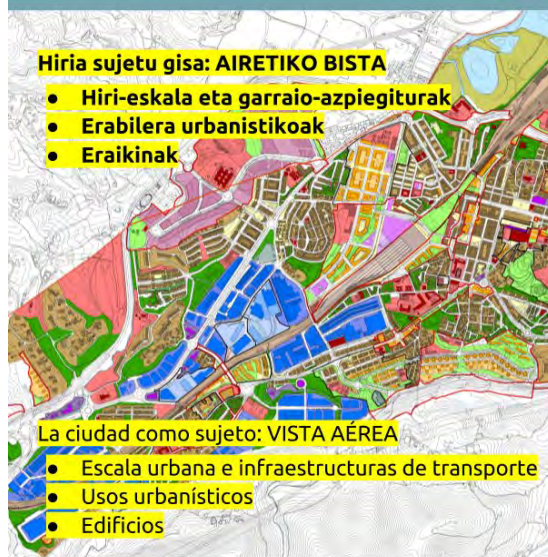 Hiria sujetu gisa: AIRETIKO BISTA
● Hiri-eskala eta garraio-azpiegiturak
● Erabilera urbanistikoak
● Eraikinak
La ciudad como sujeto: VISTA AÉREA
● Escala urbana e infraestructuras de transporte
● Usos urbanísticos
● Edificios